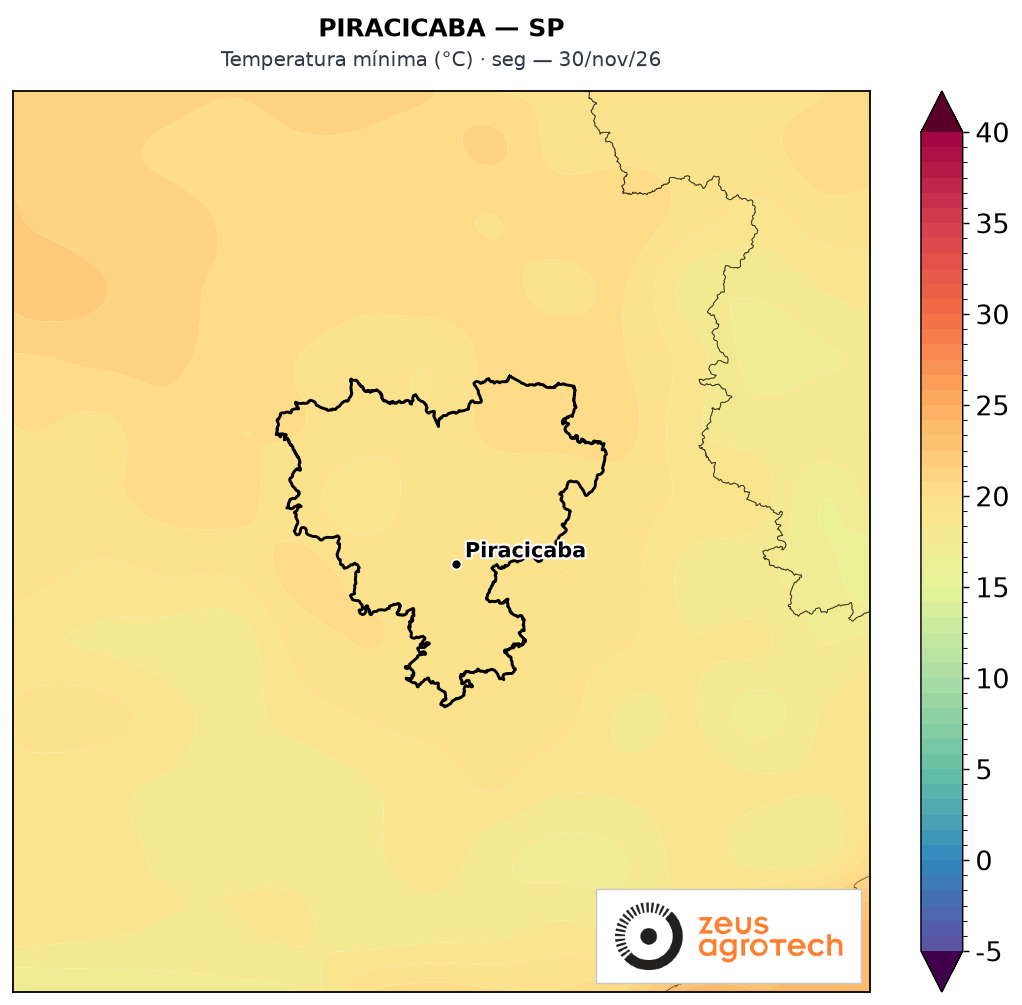 PIRACICABA — SP
Temperatura mínima (°C) · seg — 30/nov/26
40
35
30
25
20
15
10
5
0
-5
Piracicaba
zeus
agrotech